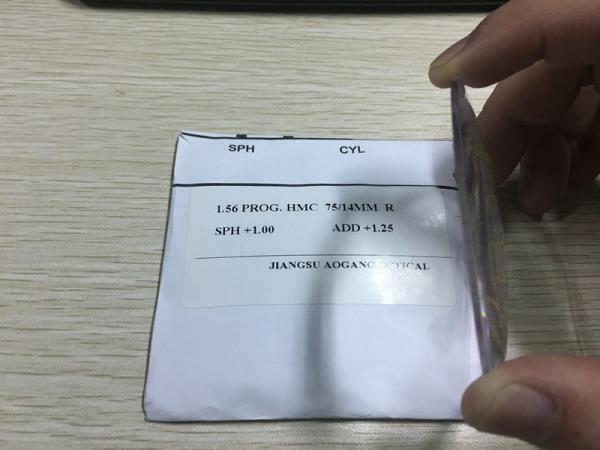 SPH CYL
1.56 PROG. HMC 75/14MM R
SPH +1.00 ADD +1.25
JIANGSU